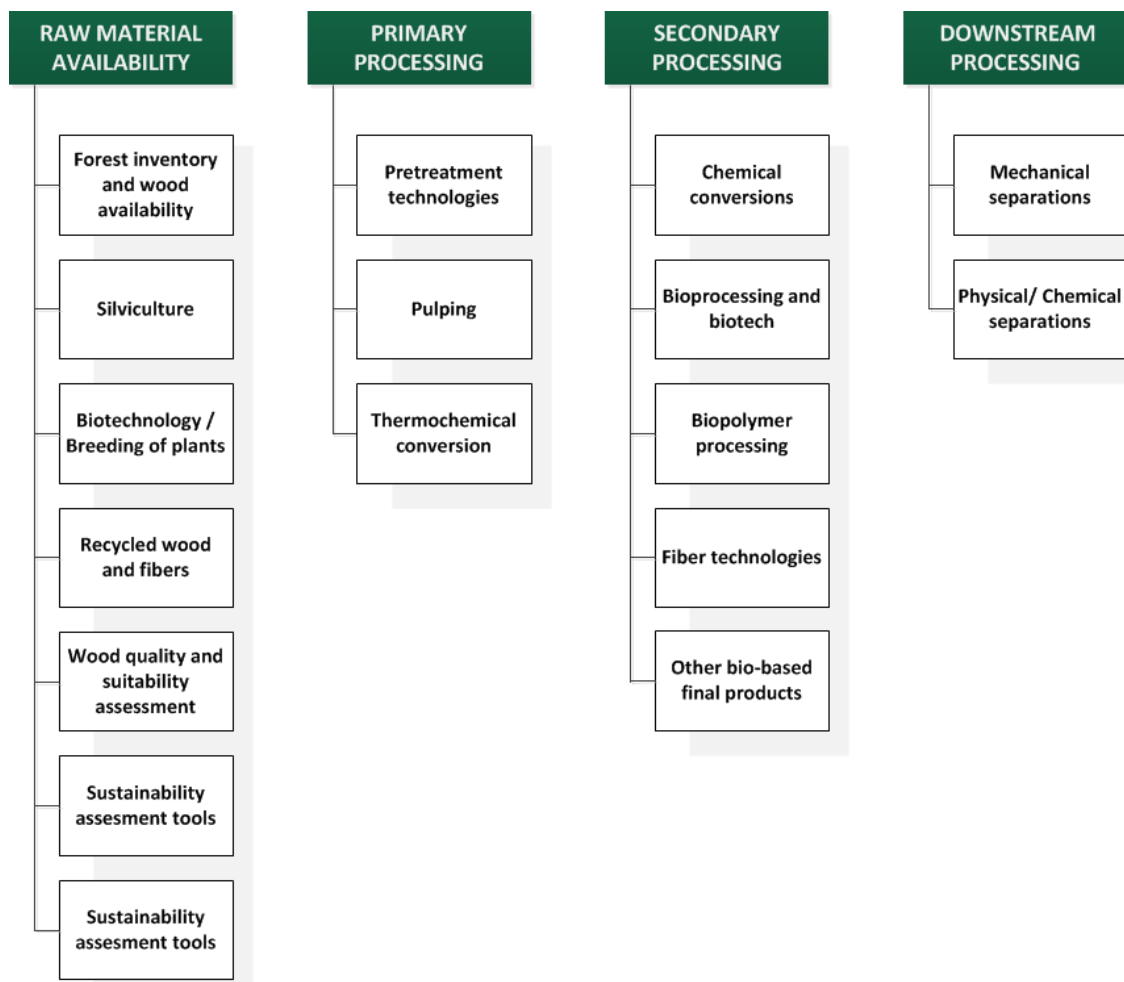 RAW MATERIAL
AVAILABILITY
Forest inventory
and wood
availability
Silviculture
Biotechnology /
Breeding of plants
Recycled wood
and fibers
Wood quality and
suitability
assessment
Sustainability
assesment tools
Sustainability
assesment tools
PRIMARY
PROCESSING
Pretreatment
technologies
Pulping
Thermochemical
conversion
SECONDARY
PROCESSING
Chemical
conversions
Bioprocessing and
biotech
Biopolymer
processing
Fiber technologies
Other bio-based
final products
DOWNSTREAM
PROCESSING
Mechanical
separations
Physical/ Chemical
separations